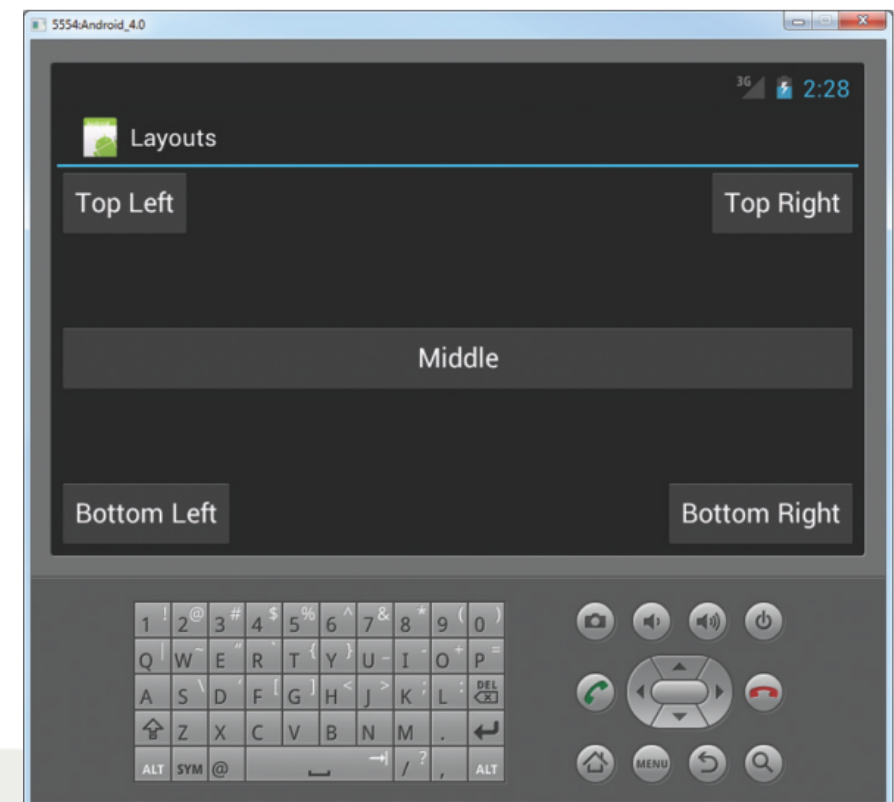 5554:Android_4.0
3G 2:28
Layouts
Top Left Top Right
Middle
Bottom Left Bottom Right
1 ! 2 @ 3 # 4 $ 5 % 6 ^ 7 & 8 * 9 ( 0 )
Q | W ~ E " R ` T { Y } U _ I - O + P =
A S \ D ' F [ G ] H < J > K ; L : DEL
Z X C V B N M .
ALT SYM @ / ? , ALT
MENU